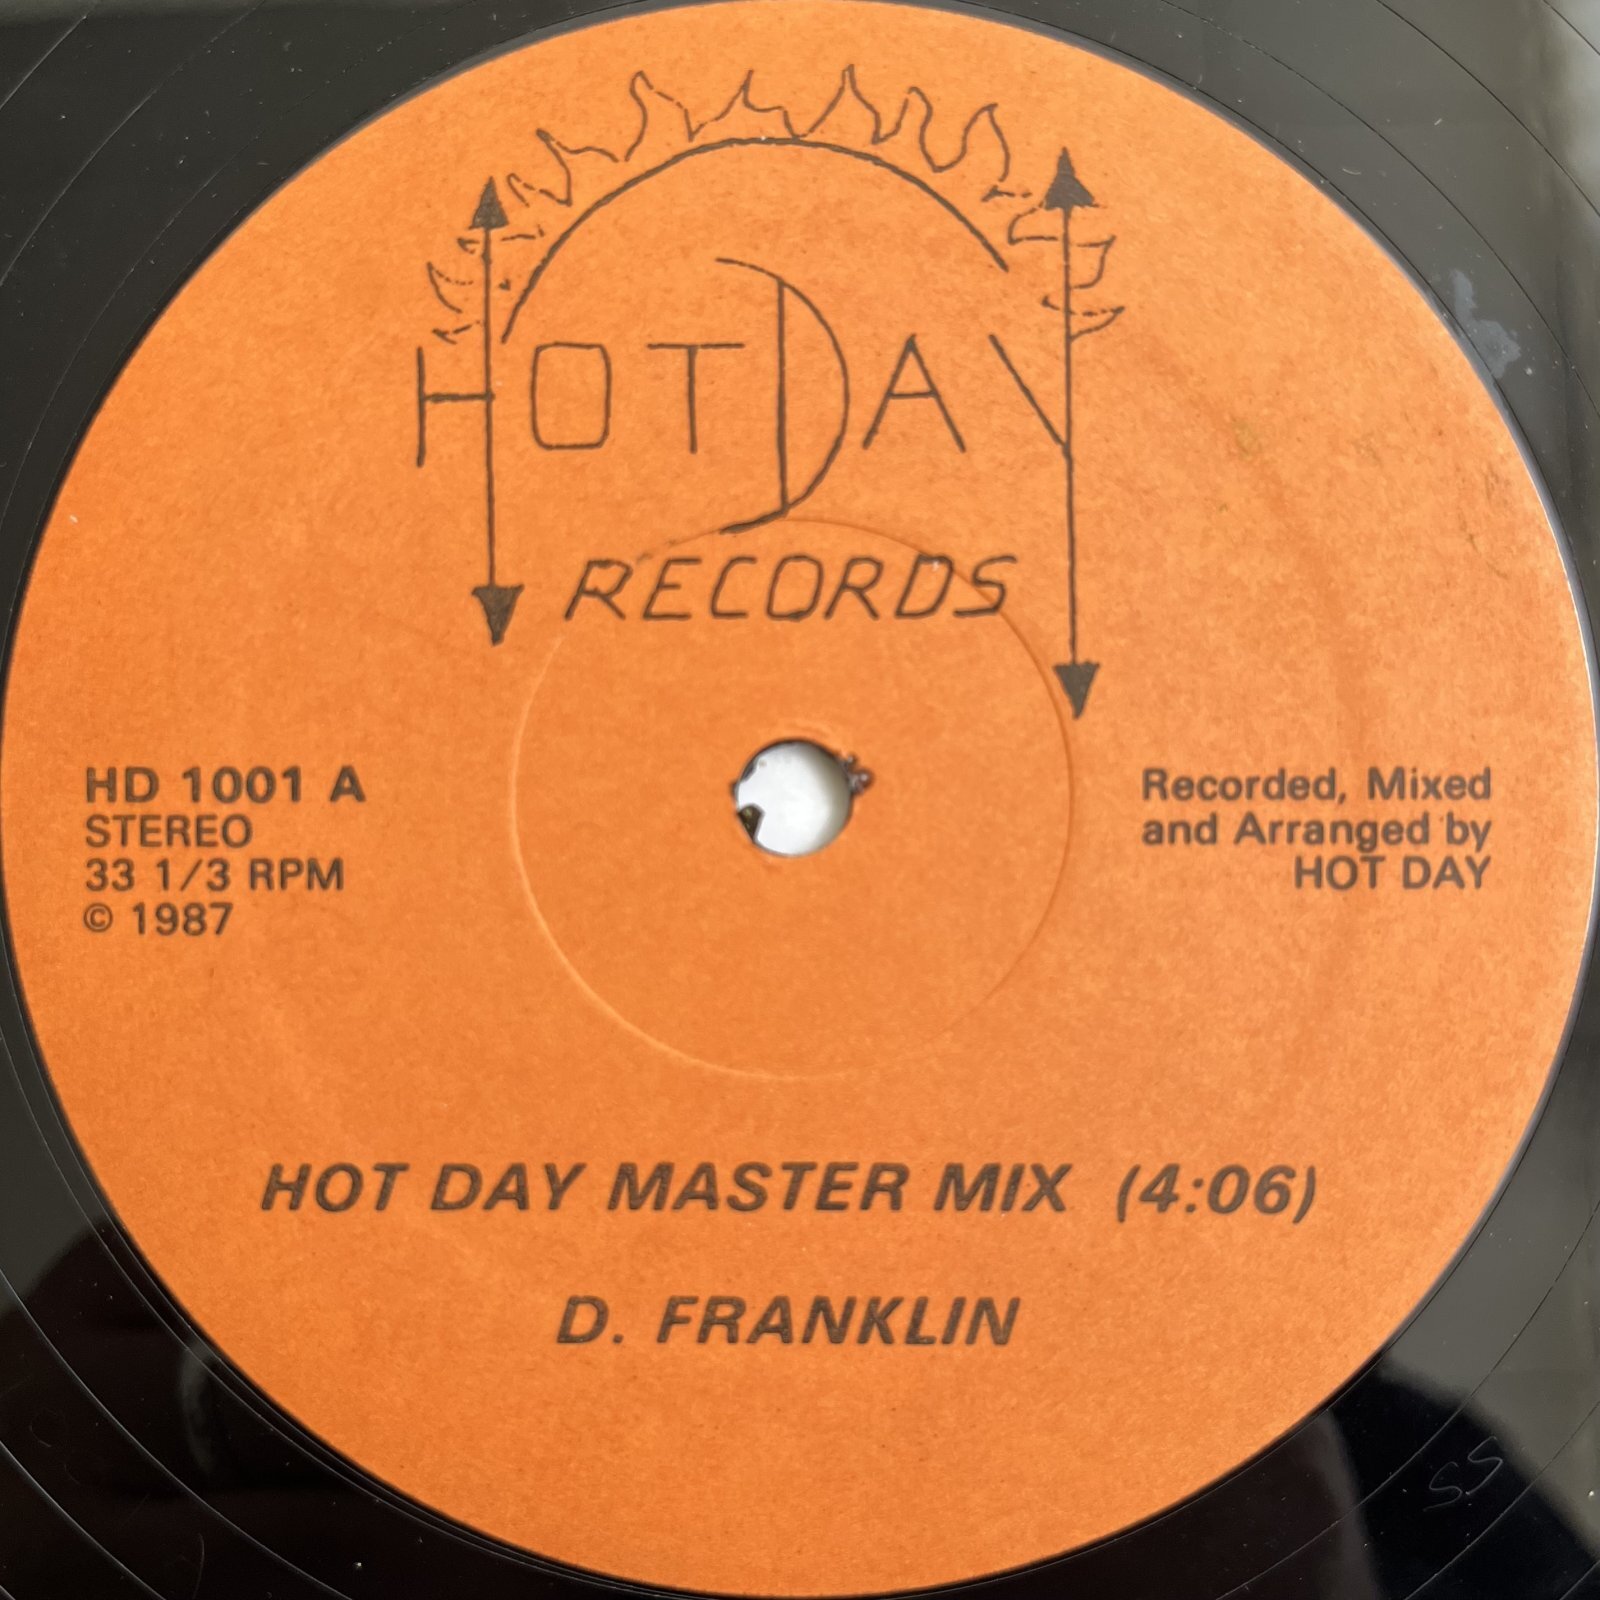 HOT DAY
RECORDS
HD 1001 A
STEREO
33 1/3 RPM
© 1987
Recorded, Mixed
and Arranged by
HOT DAY
HOT DAY MASTER MIX (4:06)
D. FRANKLIN
SS